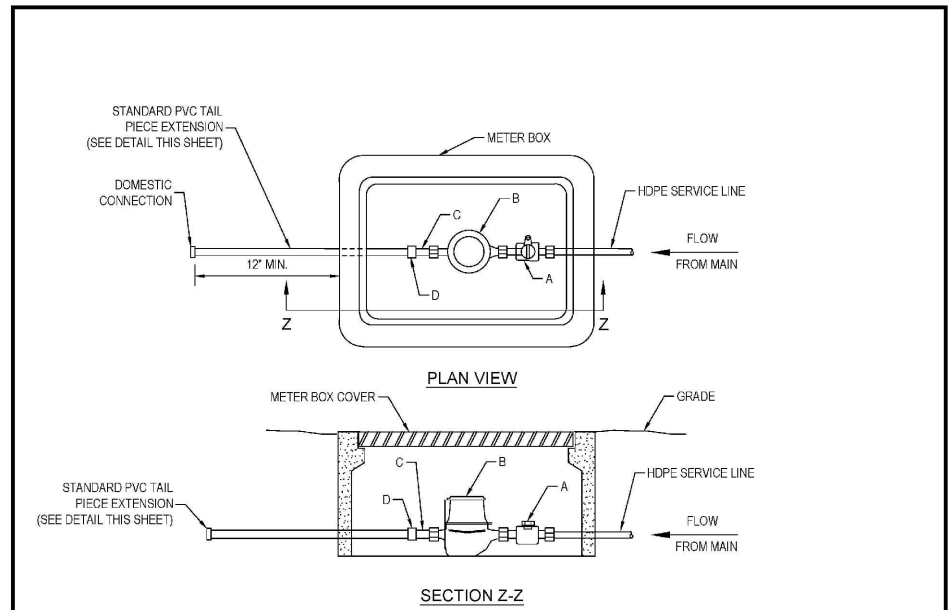 STANDARD PVC TAIL
PIECE EXTENSION
(SEE DETAIL THIS SHEET)
METER BOX
DOMESTIC
CONNECTION
B
HDPE SERVICE LINE
C
FLOW
FROM MAIN
12" MIN.
A
D
Z
Z
PLAN VIEW
METER BOX COVER
GRADE
B
C
A
HDPE SERVICE LINE
STANDARD PVC TAIL
PIECE EXTENSION
(SEE DETAIL THIS SHEET)
D
FLOW
FROM MAIN
SECTION Z-Z